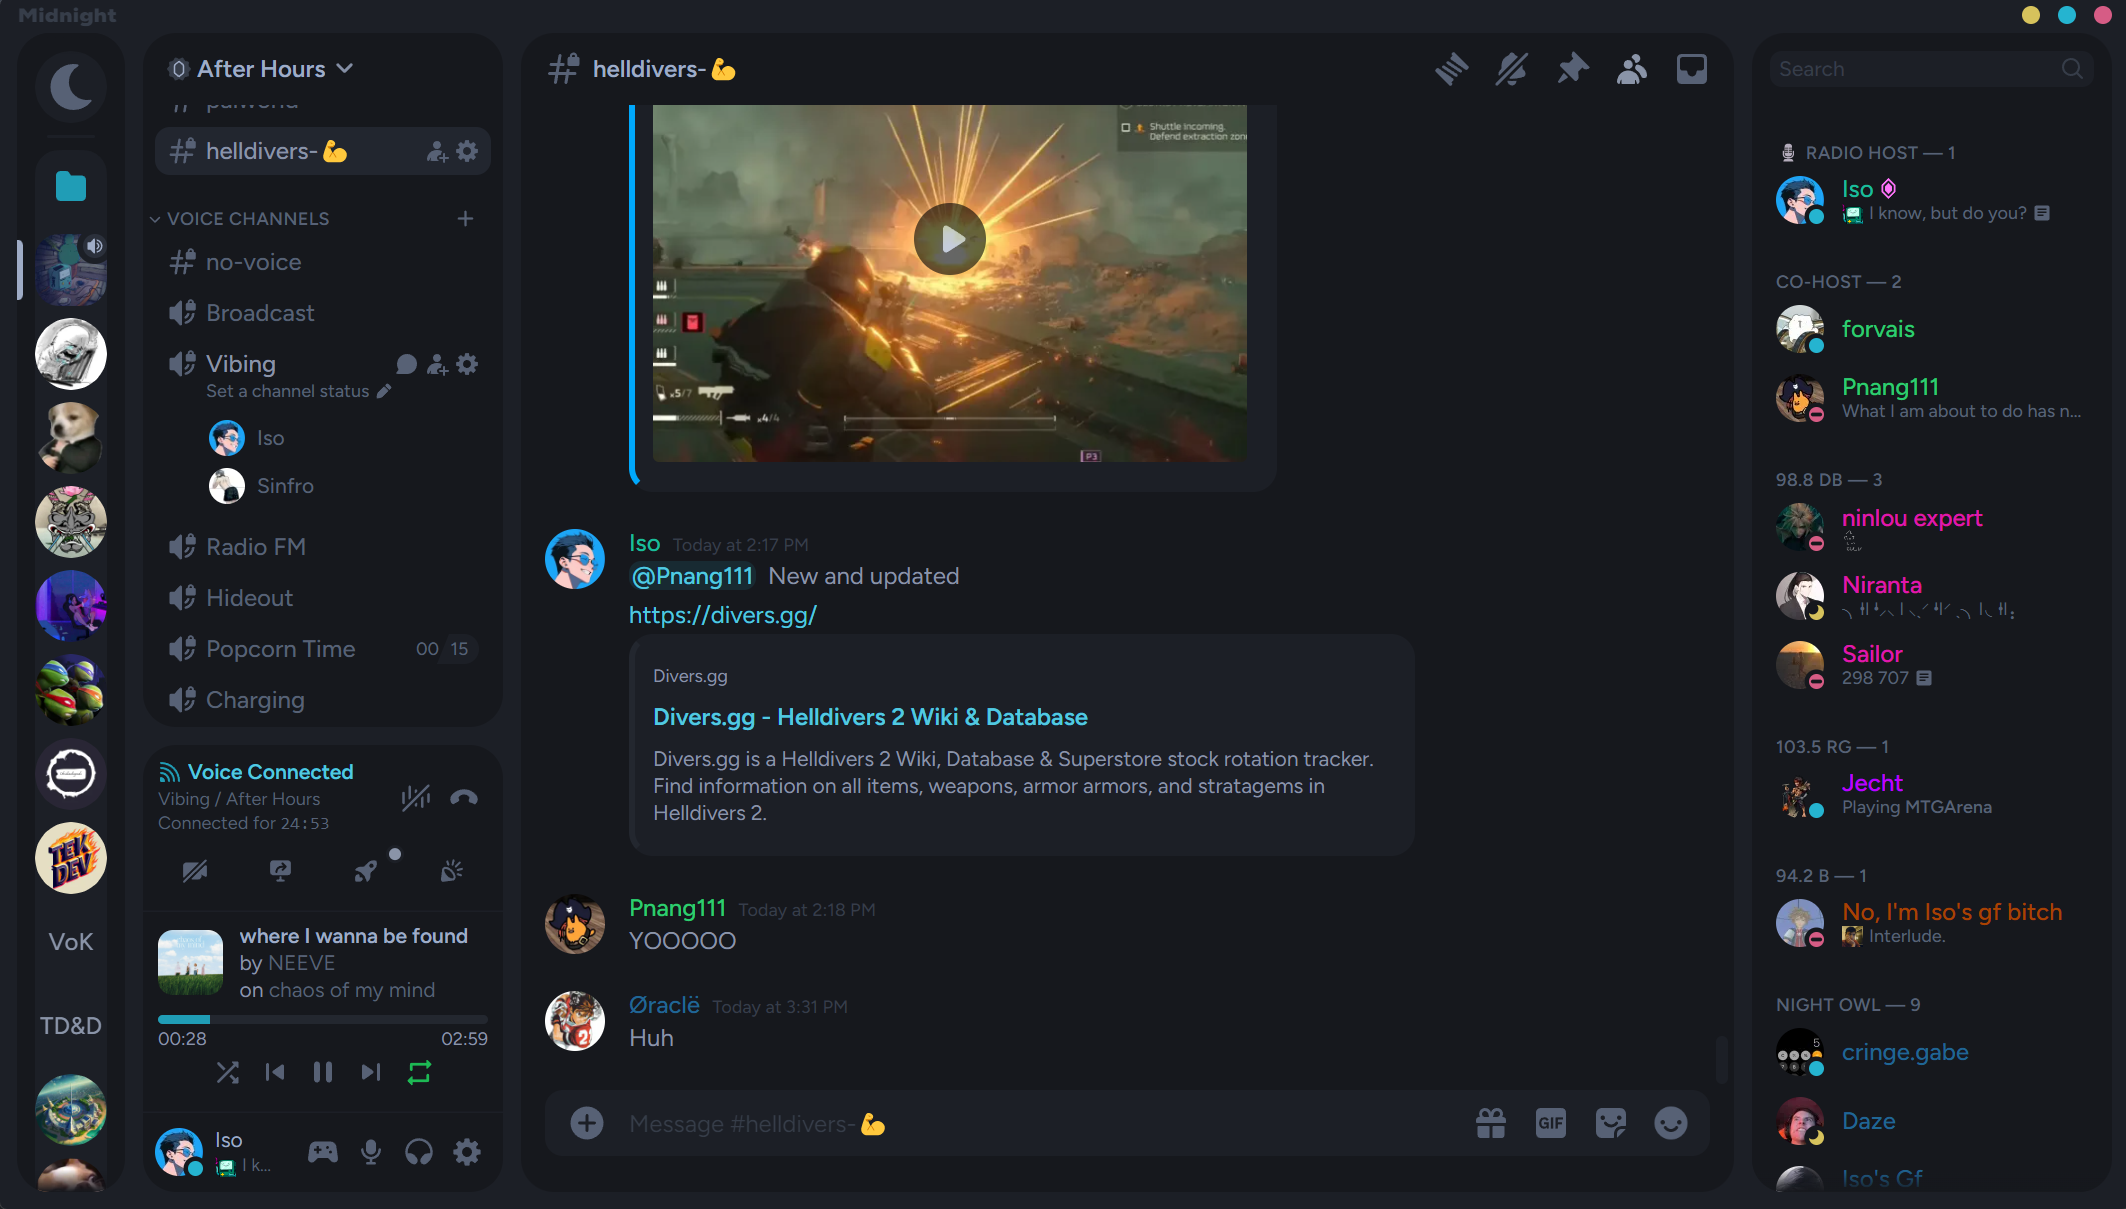 Midnight
After Hours
palworld
helldivers-💪
VOICE CHANNELS
no-voice
Broadcast
Vibing
Set a channel status
Iso
Sinfro
Radio FM
Hideout
Popcorn Time 00 15
Charging
Voice Connected
Vibing / After Hours
Connected for 24:53
where I wanna be found
by NEEVE
on chaos of my mind
00:28 02:59
Iso
I k...
TEK
DEV
VoK
TD&D
helldivers-💪
Shuttle incoming.
Defend extraction zone
x5/7
x4/4
P3
Iso Today at 2:17 PM
@Pnang111 New and updated
https://divers.gg/
Divers.gg
Divers.gg - Helldivers 2 Wiki & Database
Divers.gg is a Helldivers 2 Wiki, Database & Superstore stock rotation tracker.
Find information on all items, weapons, armor armors, and stratagems in
Helldivers 2.
Pnang111 Today at 2:18 PM
YOOOOO
Øraclë Today at 3:31 PM
Huh
Message #helldivers-💪
GIF
Search
RADIO HOST — 1
Iso
I know, but do you?
CO-HOST — 2
forvais
Pnang111
What I am about to do has n...
98.8 DB — 3
ninlou expert
Niranta
Sailor
298 707
103.5 RG — 1
Jecht
Playing MTGArena
94.2 B — 1
No, I'm Iso's gf bitch
Interlude.
NIGHT OWL — 9
cringe.gabe
Daze
Iso's Gf